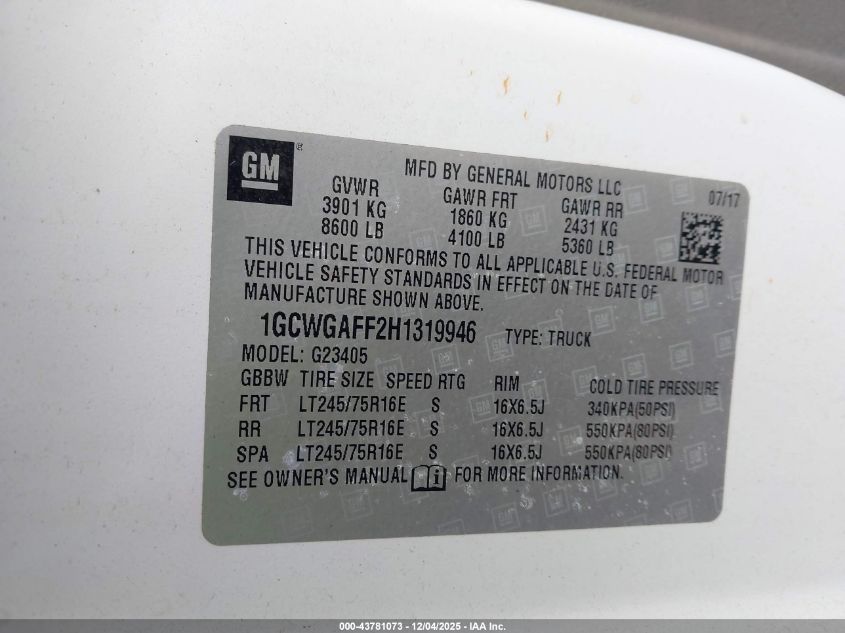 GM®
MFD BY GENERAL MOTORS LLC
07/17
GVWR GAWR FRT GAWR RR
3901 KG 1860 KG 2431 KG
8600 LB 4100 LB 5360 LB
THIS VEHICLE CONFORMS TO ALL APPLICABLE U.S. FEDERAL MOTOR
VEHICLE SAFETY STANDARDS IN EFFECT ON THE DATE OF
MANUFACTURE SHOWN ABOVE.
1GCWGAFF2H1319946 TYPE: TRUCK
MODEL: G23405
GBBW TIRE SIZE SPEED RTG RIM COLD TIRE PRESSURE
FRT LT245/75R16E S 16X6.5J 340KPA(50PSI)
RR LT245/75R16E S 16X6.5J 550KPA(80PSI)
SPA LT245/75R16E S 16X6.5J 550KPA(80PSI)
SEE OWNER'S MANUAL i FOR MORE INFORMATION.
000-43781073 - 12/04/2025 - IAA Inc.